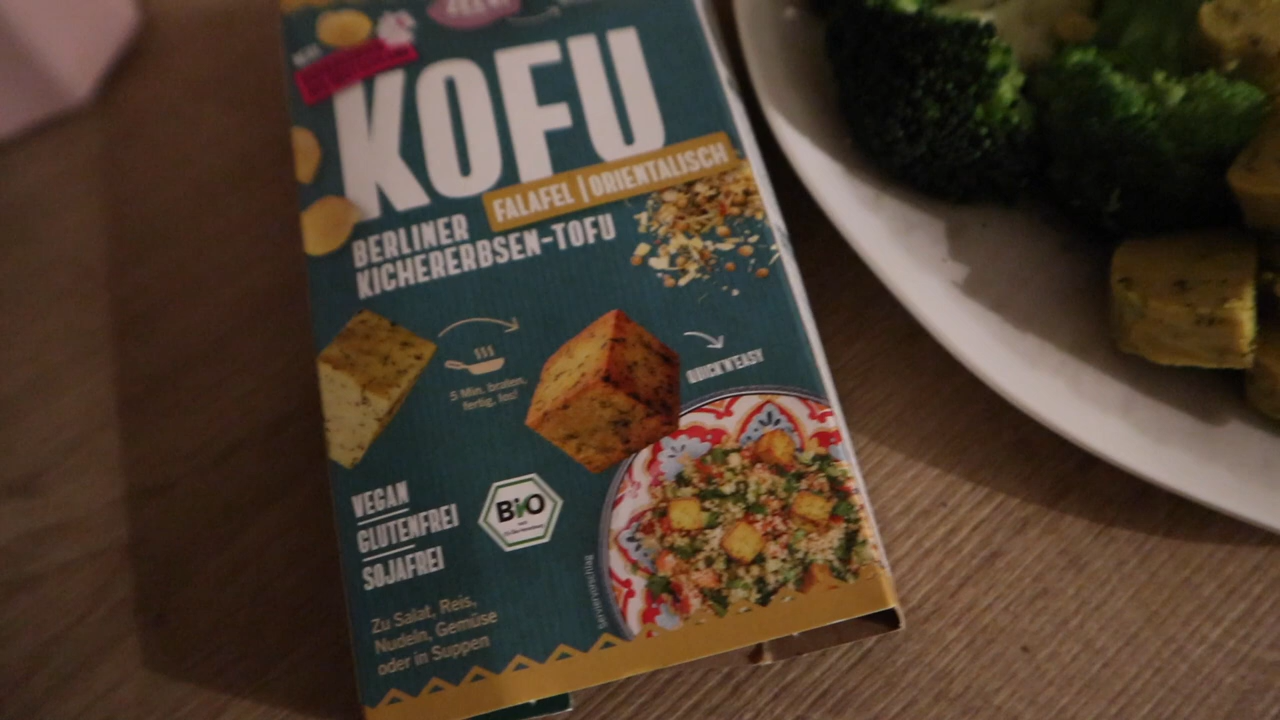 KOFU
FALAFEL | ORIENTALISCH
BERLINER
KICHERERBSEN-TOFU
5 Min. braten,
fertig, los!
QUICK'N'EASY
VEGAN
GLUTENFREI
SOJAFREI
BIO
Serviervorschlag
Zu Salat, Reis,
Nudeln, Gemüse
oder in Suppen